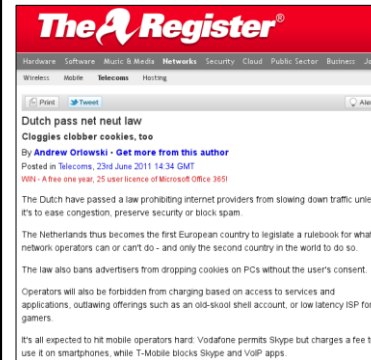 The Register®
Hardware Software Music & Media Networks Security Cloud Public Sector Business
Wireless Mobile Telecoms Hosting
Print Tweet
Dutch pass net neut law
Cloggies clobber cookies, too
By Andrew Orlowski - Get more from this author
Posted in Telecoms, 23rd June 2011 14:34 GMT
WIN - A free one year, 25 user licence of Microsoft Office 365!
The Dutch have passed a law prohibiting internet providers from slowing down traffic
it's to ease congestion, preserve security or block spam.
The Netherlands thus becomes the first European country to legislate a rulebook for what
network operators can or can't do - and only the second country in the world to do so.
The law also bans advertisers from dropping cookies on PCs without the user's consent.
Operators will also be forbidden from charging based on access to services and
applications, outlawing offerings such as an old-skool shell account, or low latency ISP for
gamers.
It's all expected to hit mobile operators hard: Vodafone permits Skype but charges a fee
use it on smartphones, while T-Mobile blocks Skype and VoIP apps.